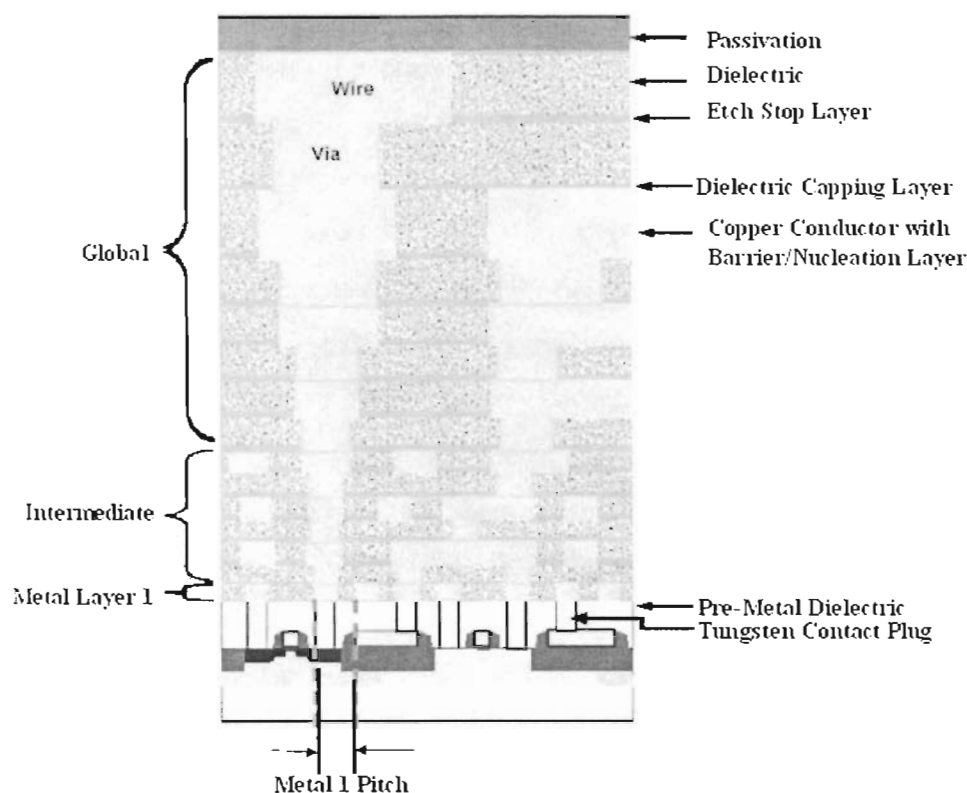 Passivation
Dielectric
Wire
Etch Stop Layer
Via
Dielectric Capping Layer
Copper Conductor with
Barrier/Nucleation Layer
Global
Intermediate
Metal Layer 1
Pre-Metal Dielectric
Tungsten Contact Plug
Metal 1 Pitch